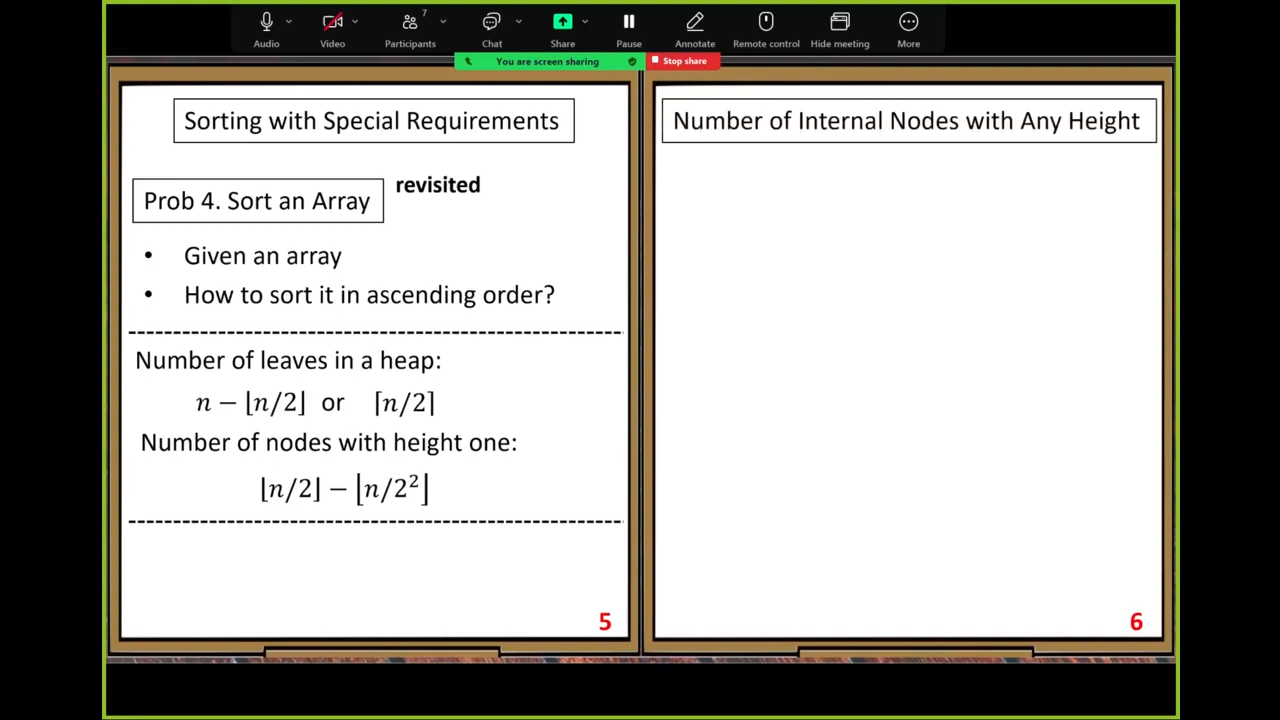 7
Audio
Video
Participants
Chat
Share
Pause
Annotate
Remote control
Hide meeting
More
You are screen sharing
Stop share
Sorting with Special Requirements
Prob 4. Sort an Array
revisited
• Given an array
• How to sort it in ascending order?
Number of leaves in a heap:
n − ⌊n/2⌋ or ⌈n/2⌉
Number of nodes with height one:
⌊n/2⌋ − ⌊n/2²⌋
5
Number of Internal Nodes with Any Height
6